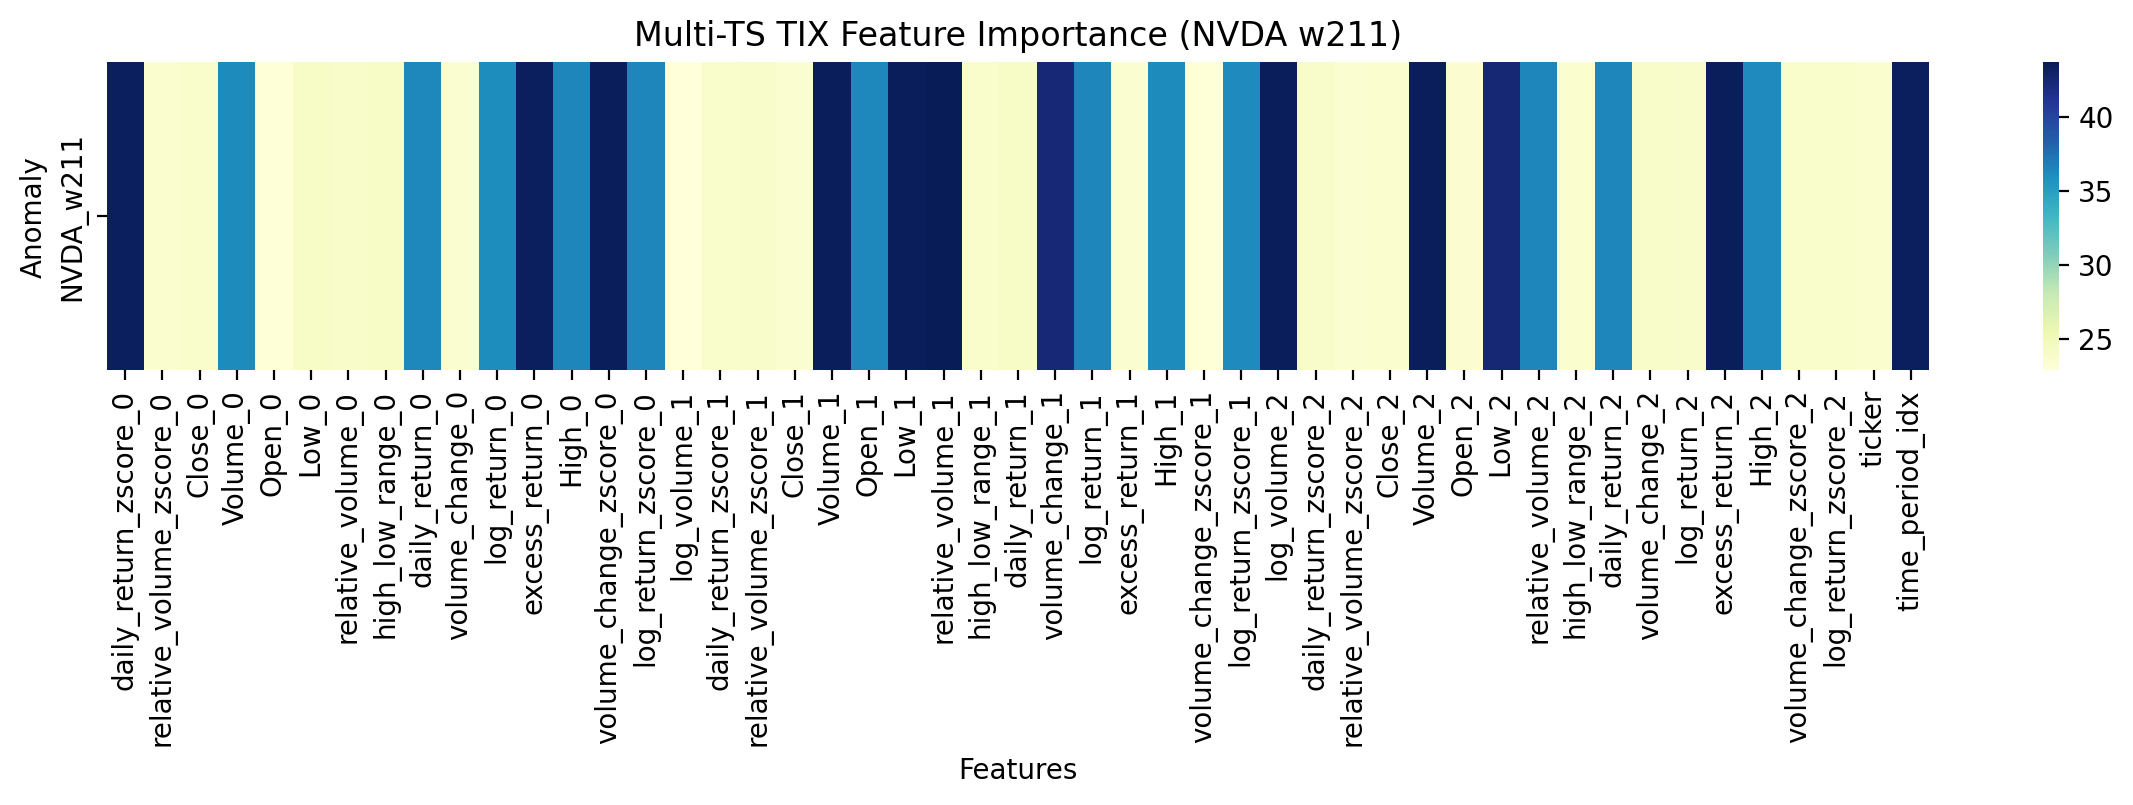 Multi-TS TIX Feature Importance (NVDA w211)
Anomaly
NVDA_w211
40
35
30
25
daily_return_zscore_0
relative_volume_zscore_0
Close_0
Volume_0
Open_0
Low_0
relative_volume_0
high_low_range_0
daily_return_0
volume_change_0
log_return_0
excess_return_0
High_0
volume_change_zscore_0
log_return_zscore_0
log_volume_1
daily_return_zscore_1
relative_volume_zscore_1
Close_1
Volume_1
Open_1
Low_1
relative_volume_1
high_low_range_1
daily_return_1
volume_change_1
log_return_1
excess_return_1
High_1
volume_change_zscore_1
log_return_zscore_1
log_volume_2
daily_return_zscore_2
relative_volume_zscore_2
Close_2
Volume_2
Open_2
Low_2
relative_volume_2
high_low_range_2
daily_return_2
volume_change_2
log_return_2
excess_return_2
High_2
volume_change_zscore_2
log_return_zscore_2
ticker
time_period_idx
Features